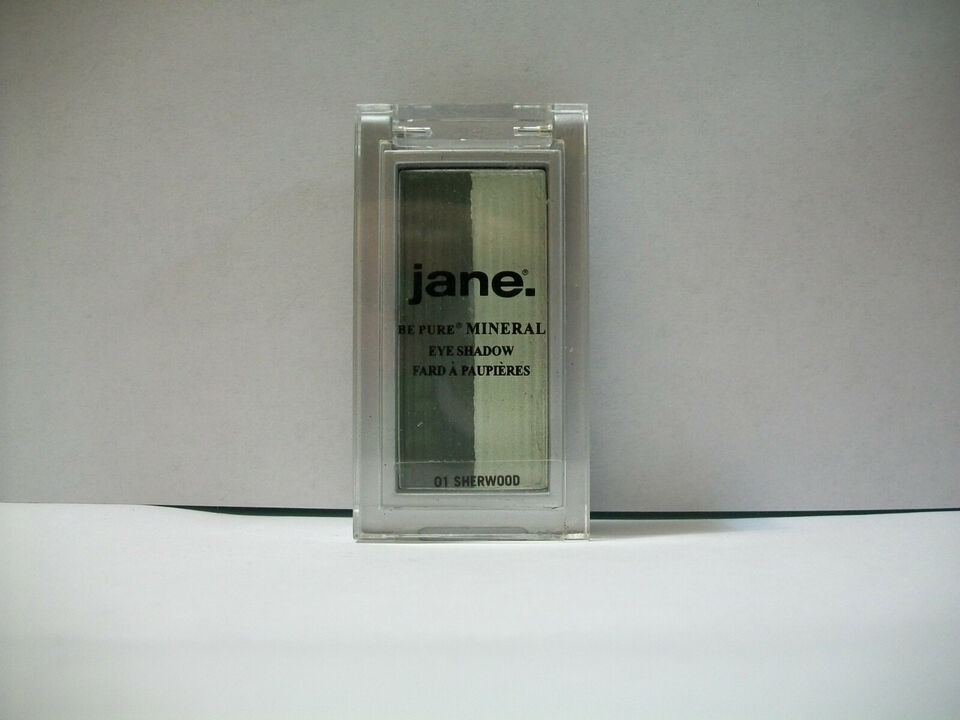 jane.®
BE PURE® MINERAL
EYE SHADOW
FARD À PAUPIÈRES
01 SHERWOOD